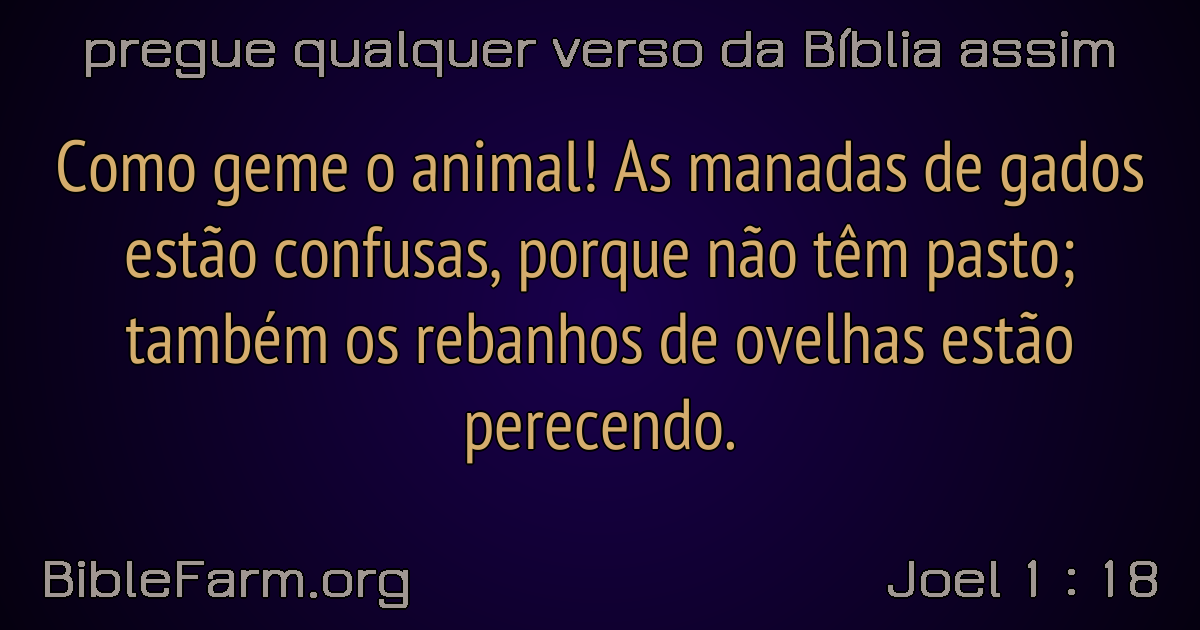 pregue qualquer verso da Bíblia assim
Como geme o animal! As manadas de gados
estão confusas, porque não têm pasto;
também os rebanhos de ovelhas estão
perecendo.
BibleFarm.org
Joel 1 : 18